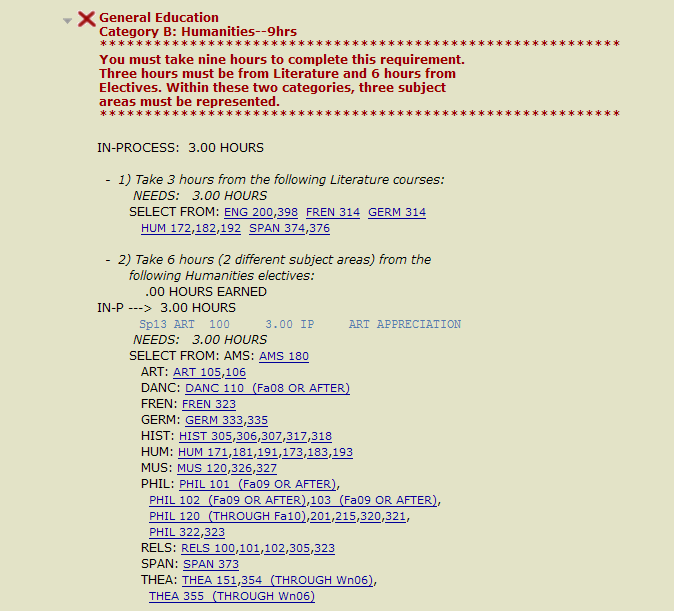 General Education
Category B: Humanities--9hrs
************************************************************
You must take nine hours to complete this requirement.
Three hours must be from Literature and 6 hours from
Electives. Within these two categories, three subject
areas must be represented.
************************************************************
IN-PROCESS: 3.00 HOURS
- 1) Take 3 hours from the following Literature courses:
NEEDS: 3.00 HOURS
SELECT FROM: ENG 200,398 FREN 314 GERM 314
HUM 172,182,192 SPAN 374,376
- 2) Take 6 hours (2 different subject areas) from the
following Humanities electives:
.00 HOURS EARNED
IN-P ---> 3.00 HOURS
Sp13 ART 100 3.00 IP ART APPRECIATION
NEEDS: 3.00 HOURS
SELECT FROM: AMS: AMS 180
ART: ART 105,106
DANC: DANC 110 (Fa08 OR AFTER)
FREN: FREN 323
GERM: GERM 333,335
HIST: HIST 305,306,307,317,318
HUM: HUM 171,181,191,173,183,193
MUS: MUS 120,326,327
PHIL: PHIL 101 (Fa09 OR AFTER),
PHIL 102 (Fa09 OR AFTER),103 (Fa09 OR AFTER),
PHIL 120 (THROUGH Fa10),201,215,320,321,
PHIL 322,323
RELS: RELS 100,101,102,305,323
SPAN: SPAN 373
THEA: THEA 151,354 (THROUGH Wn06),
THEA 355 (THROUGH Wn06)